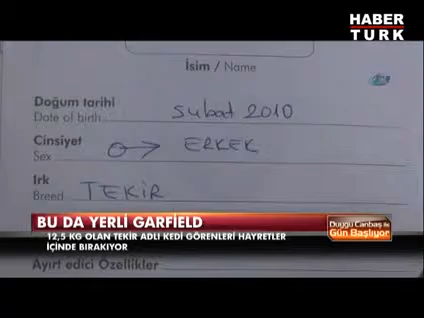 HABER
TURK
İsim / Name
Doğum tarihi
Date of birth
Şubat 2010
Cinsiyet
Sex
ERKEK
Irk
Breed
TEKİR
BU DA YERLİ GARFİELD
12,5 KG OLAN TEKİR ADLI KEDİ GÖRENLERİ HAYRETLER
İÇİNDE BIRAKIYOR
Duygu Canbaş ile
Gün Başlıyor
Ayırt edici Özellikler